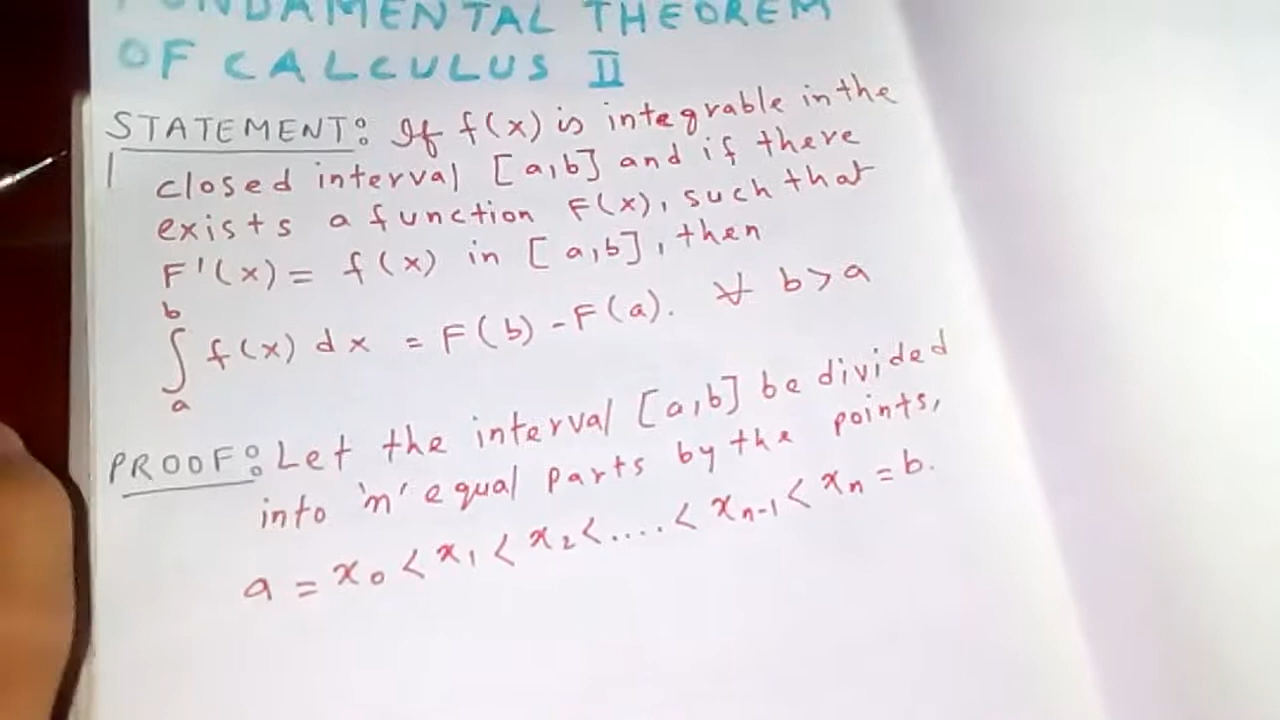 FUNDAMENTAL THEOREM
OF CALCULUS II
STATEMENT: If f(x) is integrable in the
closed interval [a,b] and if there
exists a function F(x), such that
F'(x) = f(x) in [a,b], then
∫ₐᵇ f(x) dx = F(b) - F(a). ∀ b > a
PROOF: Let the interval [a,b] be divided
into 'n' equal parts by the points,
a = x₀ < x₁ < x₂ < .... < xₙ₋₁ < xₙ = b.